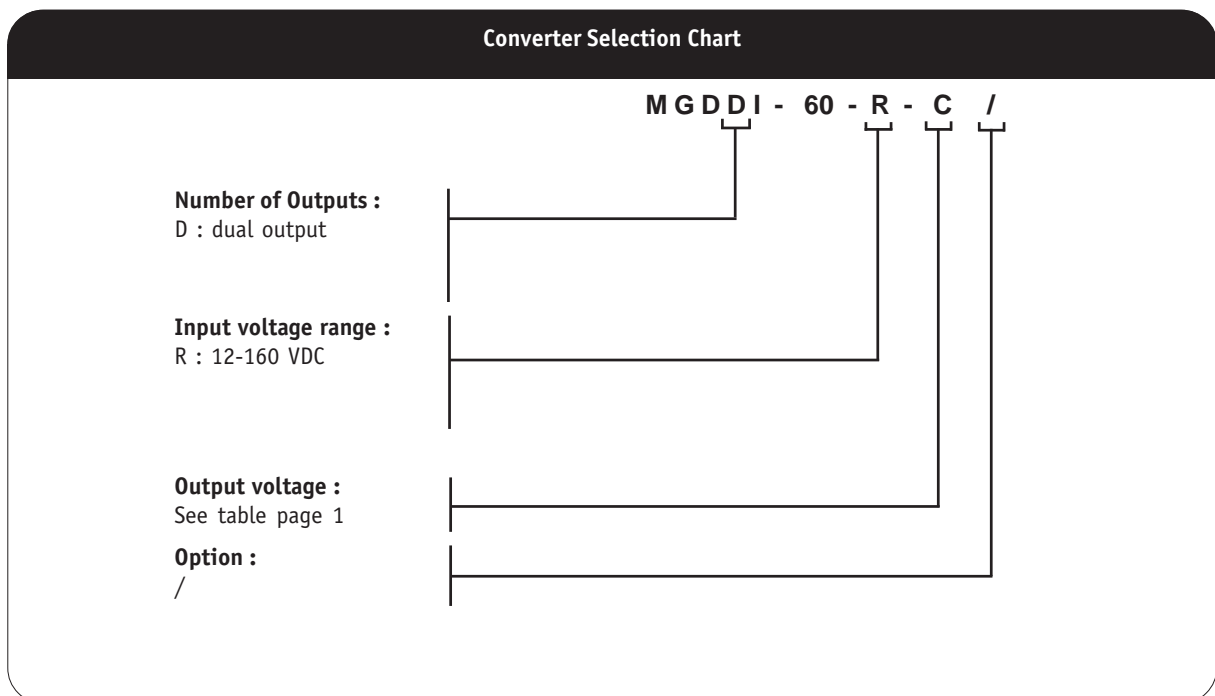 Converter Selection Chart
M G D D I - 60 - R - C /
Number of Outputs :
D : dual output
Input voltage range :
R : 12-160 VDC
Output voltage :
See table page 1
Option :
/